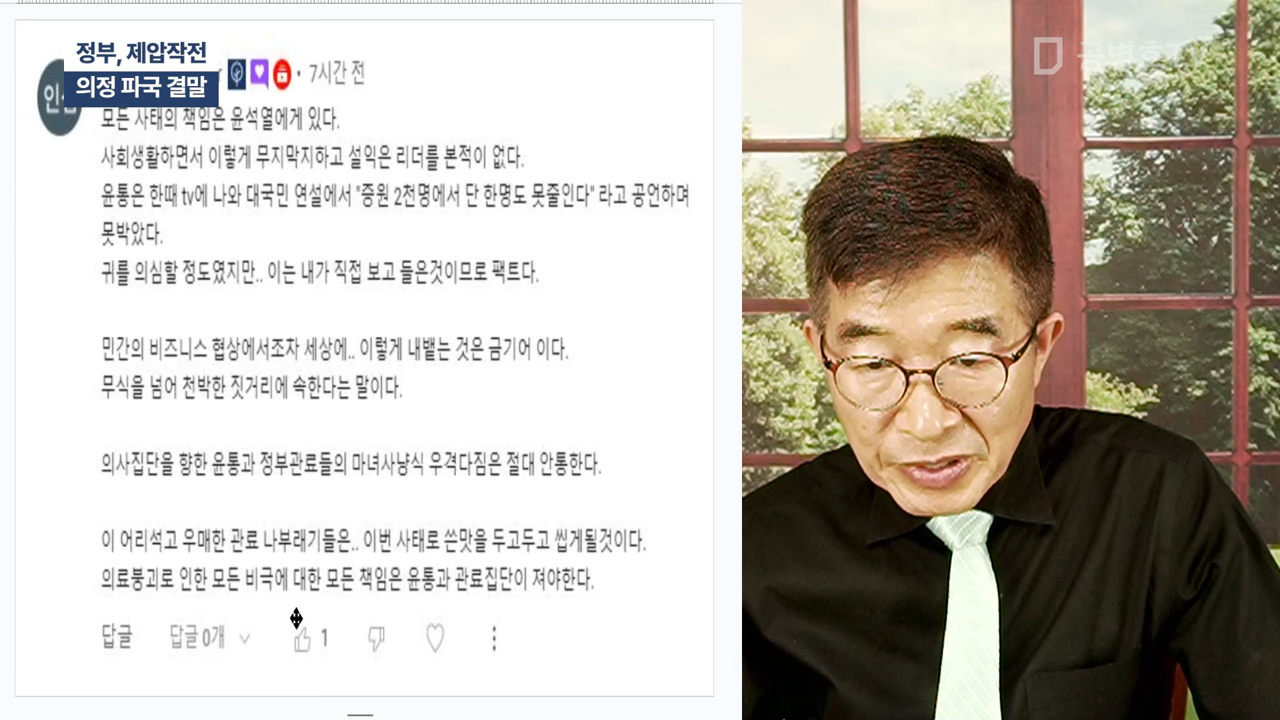 정부, 제압작전
의정 파국 결말
7시간 전
모든 사태의 책임은 윤석열에게 있다.
사회생활하면서 이렇게 무지막지하고 설익은 리더를 본적이 없다.
윤통은 한때 tv에 나와 대국민 연설에서 "증원 2천명에서 단 한명도 못줄인다" 라고 공언하며
못박았다.
귀를 의심할 정도였지만.. 이는 내가 직접 보고 들은것이므로 팩트다.
민간의 비즈니스 협상에서조차 세상에.. 이렇게 내뱉는 것은 금기어 이다.
무식을 넘어 천박한 짓거리에 속한다는 말이다.
의사집단을 향한 윤통과 정부관료들의 마녀사냥식 우격다짐은 절대 안통한다.
이 어리석고 우매한 관료 나부래기들은.. 이번 사태로 쓴맛을 두고두고 씹게될것이다.
의료붕괴로 인한 모든 비극에 대한 모든 책임은 윤통과 관료집단이 져야한다.
답글 답글 0개 1
공병호TV